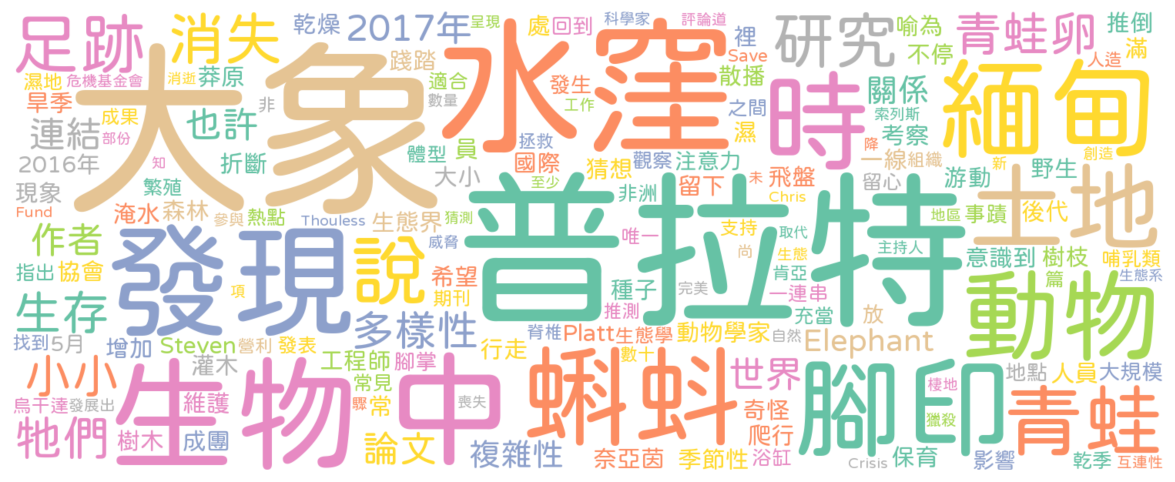 足跡
消失
乾燥
2017年
呈現
處
回到
科學家
評論道
研究
喻為
青蛙卵
推倒
人造
滿
濕地
危機基金會
消逝
莽原
大象
踐踏
適合
數量
水窪
發生
工作
裡
Save
散播
之間
時
不停
關係
索列斯
緬甸
旱季
成果
部份
也許
非
連結
2016年
知
折斷
體型
員
大小
拯救
國際
猜想
觀察
注意力
濕
考察
降
一線
組織
新
創造
現象
Fund
繁殖
至少
非洲
留下
未
飛盤
Chris
留心
游動
野生
土地
淹水
森林
參與
熱點
Thouless
生態界
猜測
普拉特
地區
事蹟
後代
作者
發現
說
威脅
唯一
支持
尚
取代
生態
主持人
意識到
樹枝
哺乳類
指出
協會
項
希望
期刊
種子
完美
肯亞
一連串
篇
生態系
生存
多樣性
推測
充當
放
動物
找到
5月
增加
Steven
營利
發表
脊椎
Platt
生態學
動物學家
自然
Elephant
小小
灌木
工程師
腳掌
行走
數十
世界
地點
人員
大規模
烏干達
發展出
維護
生物
中
常見
驟
常
喪失
蝌蚪
奇怪
腳印
棲地
獵殺
青蛙
牠們
樹木
成團
論文
複雜性
奈亞茵
季節性
爬行
浴缸
Crisis
保育
影響
乾季
互連性